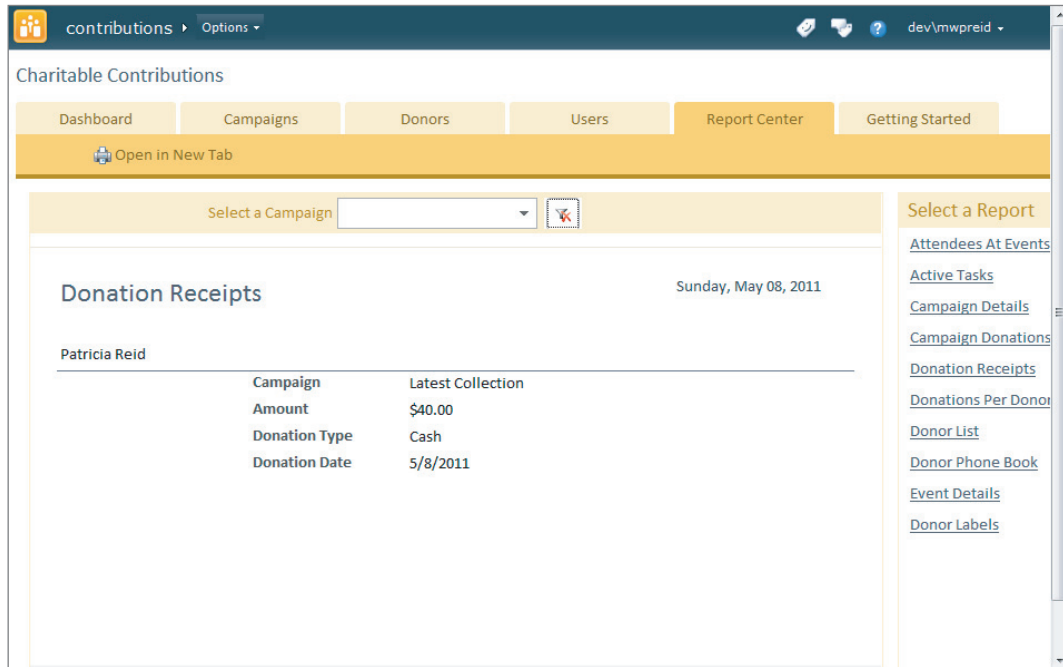 contributions Options dev\mwpreid
Charitable Contributions
Dashboard Campaigns Donors Users Report Center Getting Started
Open in New Tab
Select a Campaign
Donation Receipts
Sunday, May 08, 2011
Patricia Reid
Campaign Latest Collection
Amount $40.00
Donation Type Cash
Donation Date 5/8/2011
Select a Report
Attendees At Events
Active Tasks
Campaign Details
Campaign Donations
Donation Receipts
Donations Per Donor
Donor List
Donor Phone Book
Event Details
Donor Labels